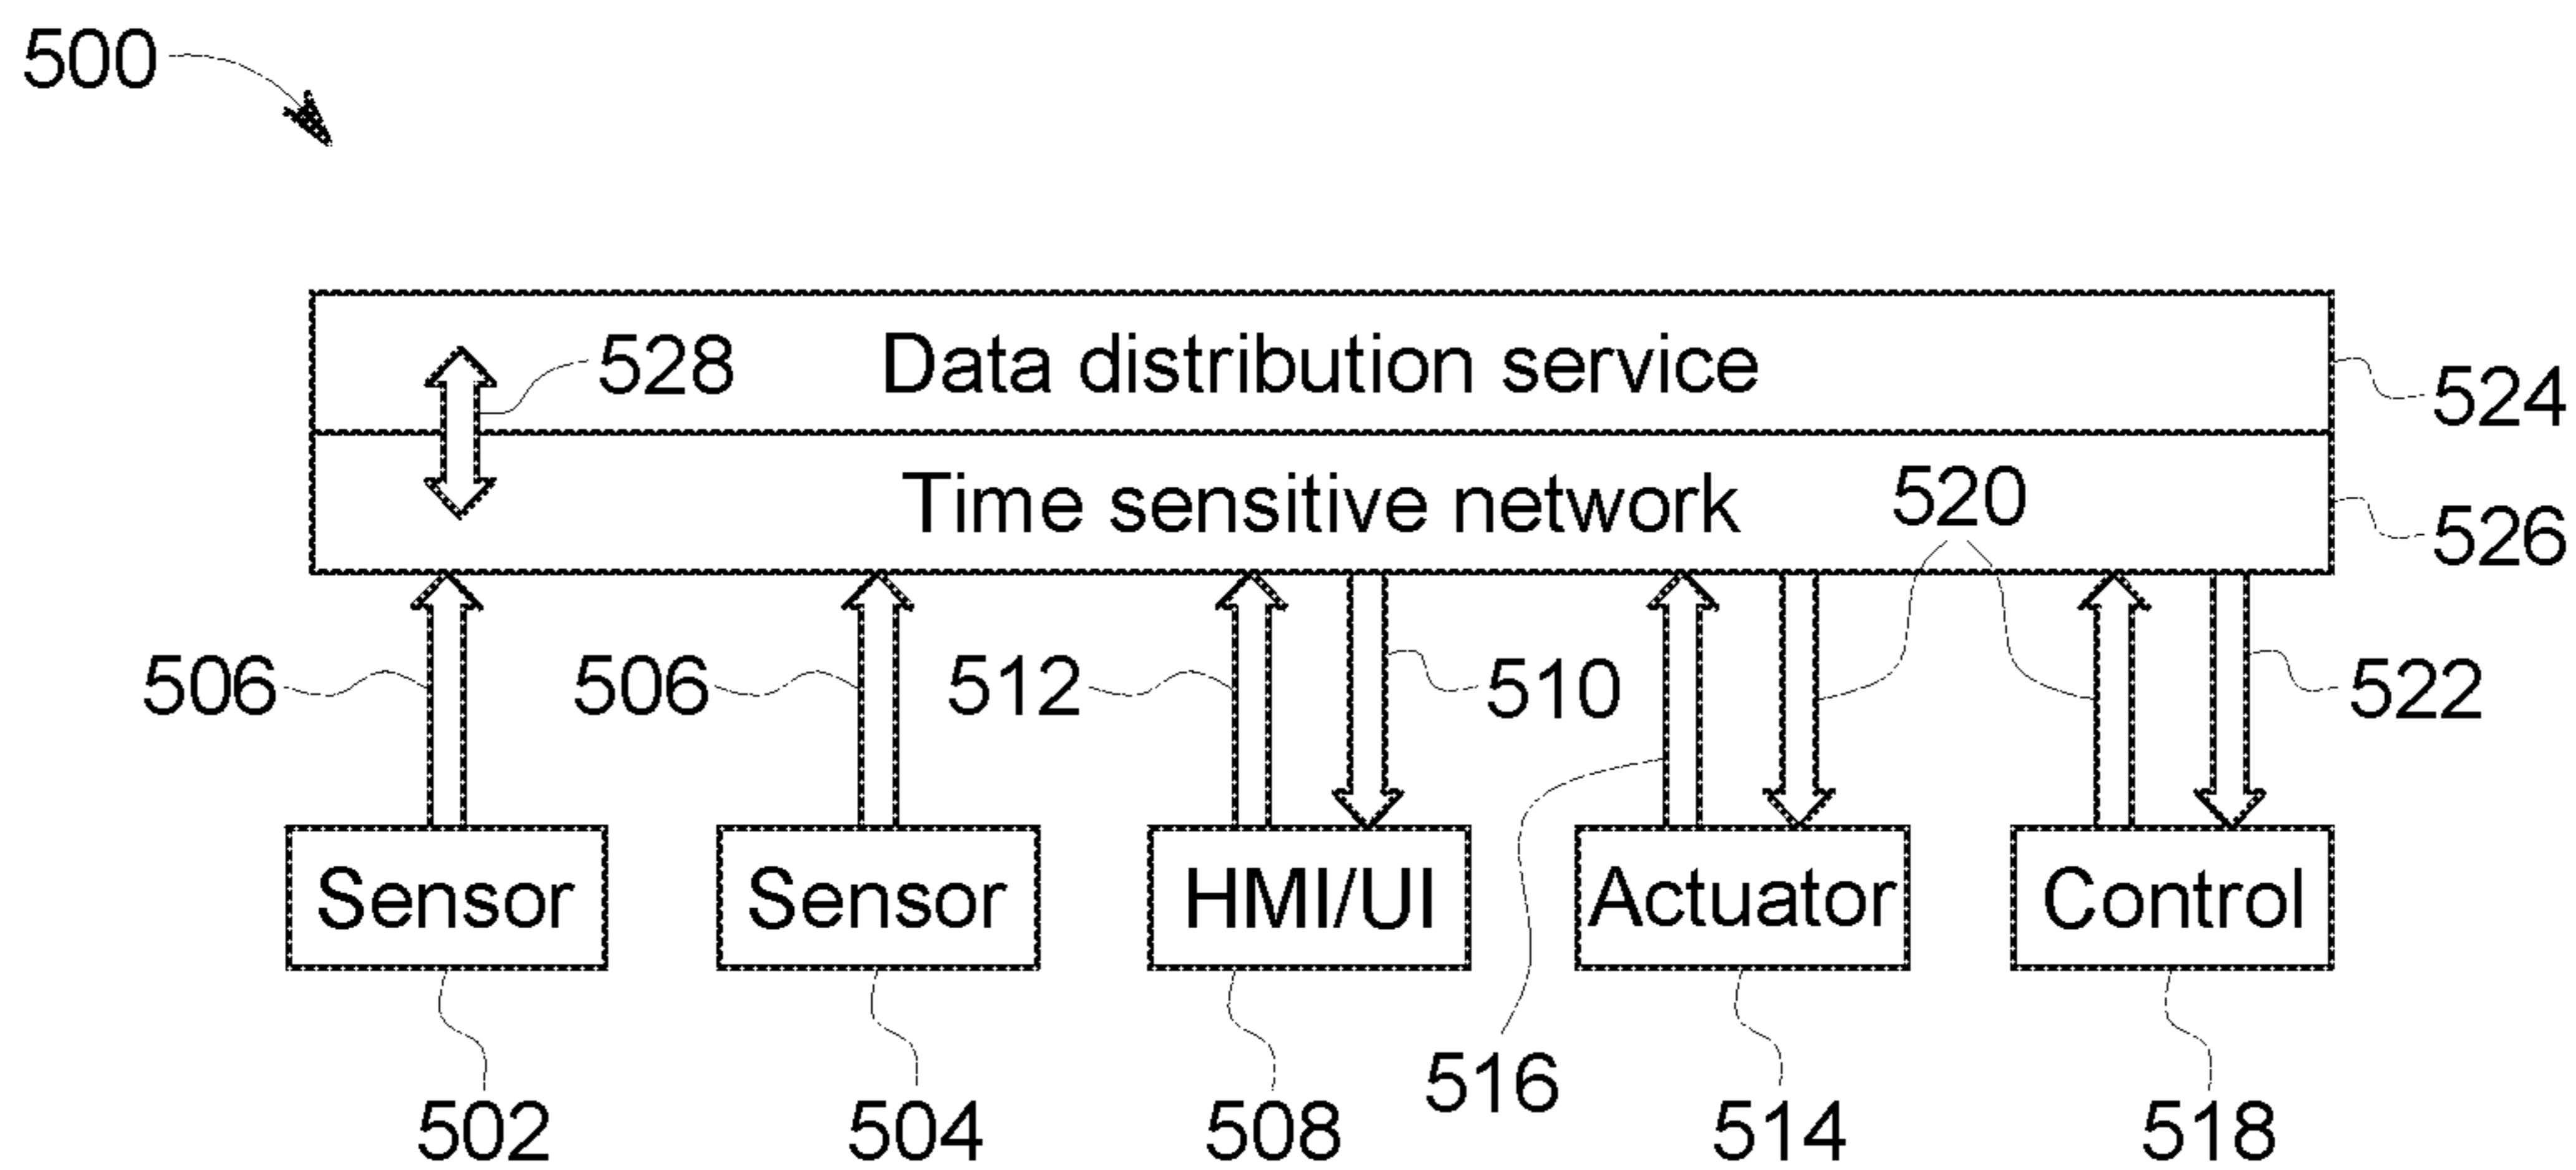 500
528 Data distribution service 524
Time sensitive network 520 526
506 506 512 510 522
Sensor Sensor HMI/UI Actuator Control
516
502 504 508 514 518